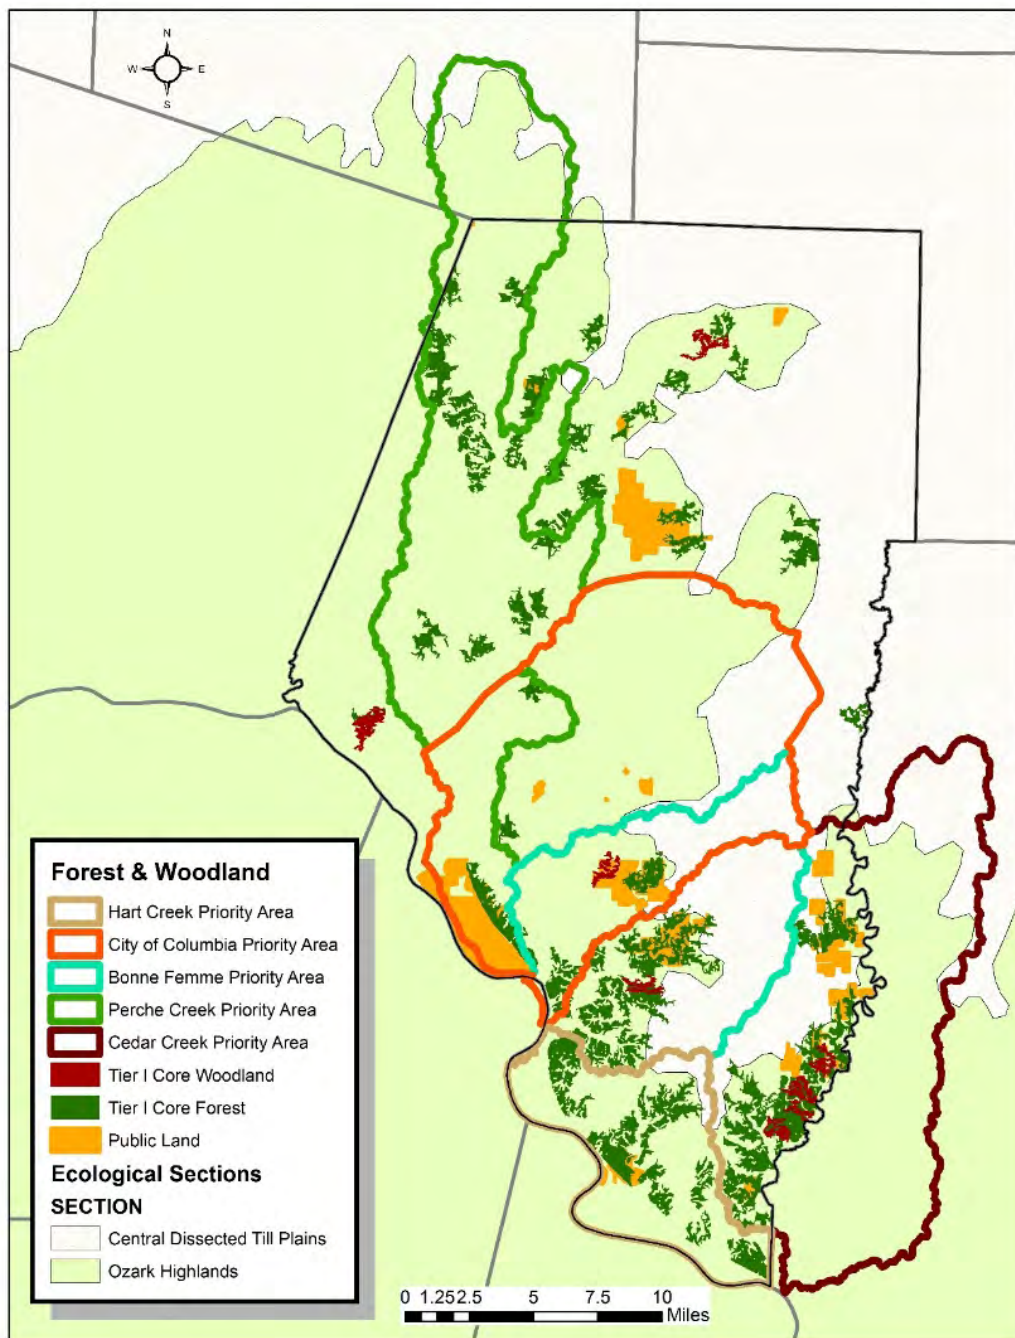 N
W E
S
Forest & Woodland
Hart Creek Priority Area
City of Columbia Priority Area
Bonne Femme Priority Area
Perche Creek Priority Area
Cedar Creek Priority Area
Tier I Core Woodland
Tier I Core Forest
Public Land
Ecological Sections
SECTION
Central Dissected Till Plains
Ozark Highlands
0 1.25 2.5 5 7.5 10
Miles